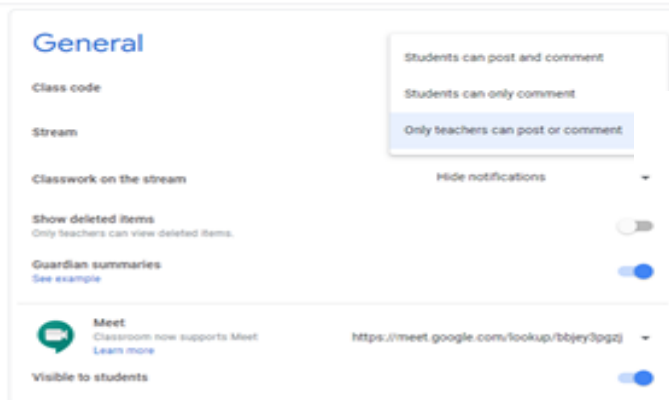 General
Students can post and comment
Class code
Students can only comment
Stream
Only teachers can post or comment
Classwork on the stream
Hide notifications
Show deleted items
Only teachers can view deleted items.
Guardian summaries
See example
Meet
Classroom now supports Meet
Learn more
https://meet.google.com/lookup/bbjey3pgzj
Visible to students